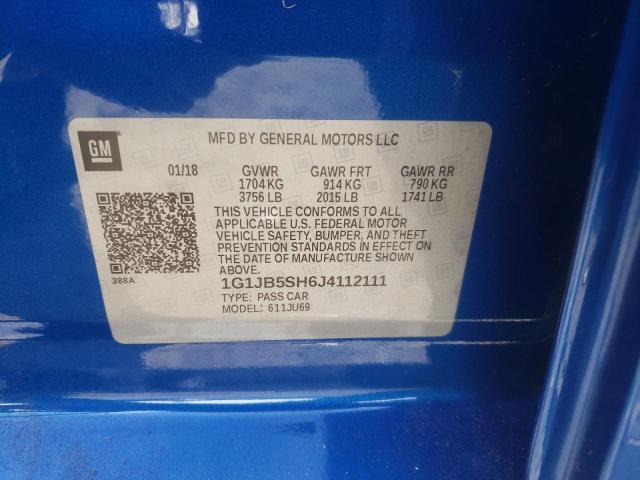 GM
MFD BY GENERAL MOTORS LLC
01/18 GVWR GAWR FRT GAWR RR
1704 KG 914 KG 790 KG
3756 LB 2015 LB 1741 LB
THIS VEHICLE CONFORMS TO ALL
APPLICABLE U.S. FEDERAL MOTOR
VEHICLE SAFETY, BUMPER, AND THEFT
PREVENTION STANDARDS IN EFFECT ON
THE DATE OF MANUFACTURE SHOWN
ABOVE.
388A
1G1JB5SH6J4112111
TYPE: PASS CAR
MODEL: 611JU69